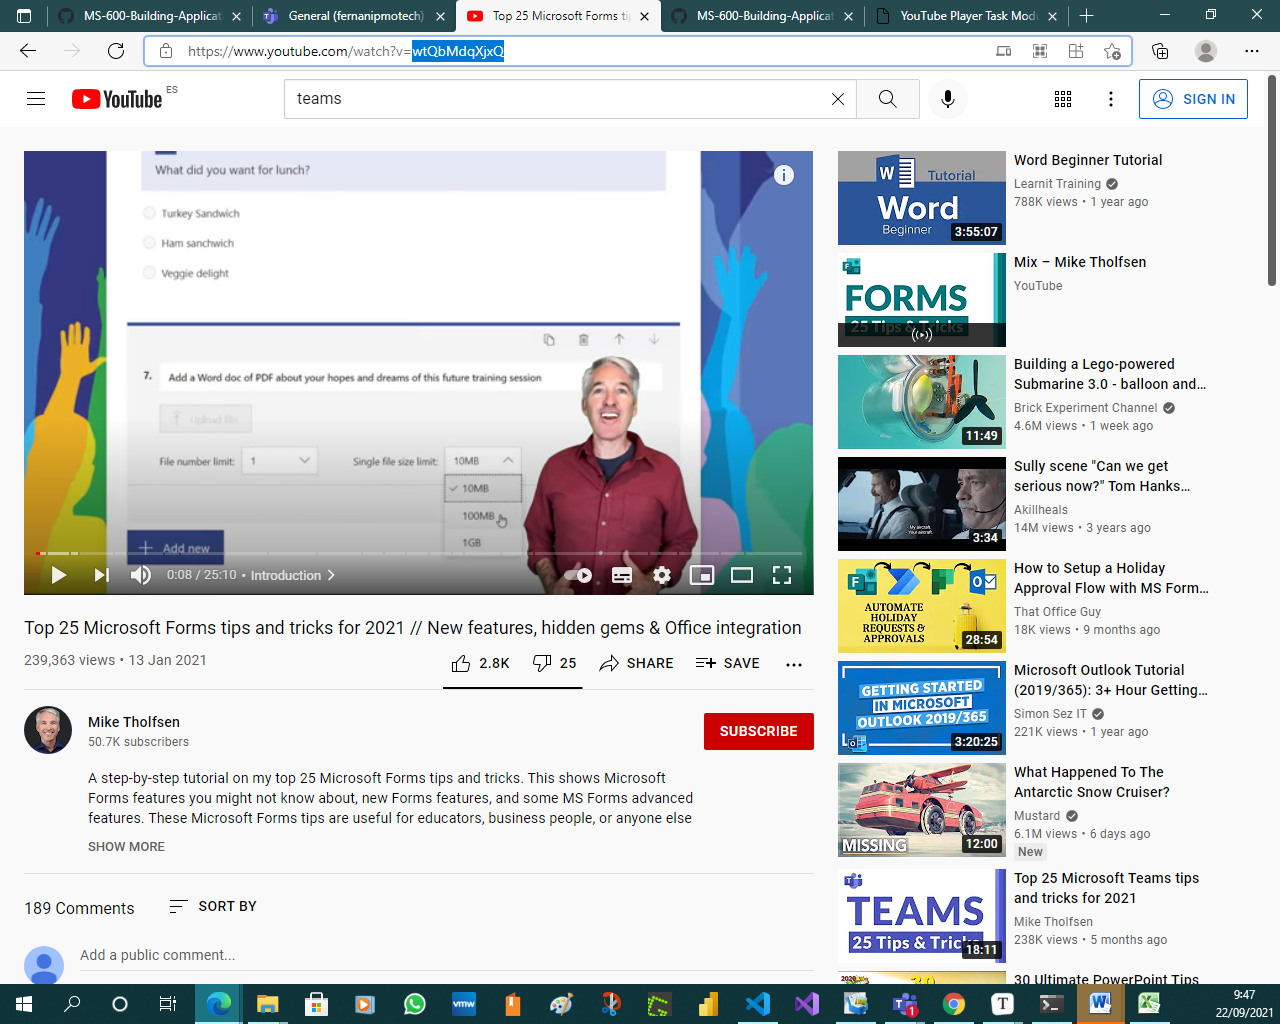 MS-600-Building-Applicat
General (fernanipmotech)
Top 25 Microsoft Forms ti
MS-600-Building-Applicat
YouTube Player Task Modu
https://www.youtube.com/watch?v=wtQbMdqXjxQ
YouTube ES
teams
SIGN IN
What did you want for lunch?
Turkey Sandwich
Ham sanchwich
Veggie delight
7. Add a Word doc of PDF about your hopes and dreams of this future training session
Upload file
File number limit: 1 Single file size limit: 10MB
10MB
100MB
1GB
Add new
0:08 / 25:10 • Introduction
Top 25 Microsoft Forms tips and tricks for 2021 // New features, hidden gems & Office integration
239,363 views • 13 Jan 2021
2.8K 25 SHARE SAVE
Mike Tholfsen
50.7K subscribers
SUBSCRIBE
A step-by-step tutorial on my top 25 Microsoft Forms tips and tricks. This shows Microsoft
Forms features you might not know about, new Forms features, and some MS Forms advanced
features. These Microsoft Forms tips are useful for educators, business people, or anyone else
SHOW MORE
189 Comments SORT BY
Add a public comment...
W Tutorial
Word
Beginner
3:55:07
Word Beginner Tutorial
Learnit Training
788K views • 1 year ago
FORMS
25 Tips & Tricks
Mix – Mike Tholfsen
YouTube
11:49
Building a Lego-powered
Submarine 3.0 - balloon and...
Brick Experiment Channel
4.6M views • 1 week ago
My aircraft.
Your aircraft.
3:34
Sully scene "Can we get
serious now?" Tom Hanks...
Akillheals
14M views • 3 years ago
AUTOMATE
HOLIDAY
REQUESTS &
APPROVALS
28:54
How to Setup a Holiday
Approval Flow with MS Form...
That Office Guy
18K views • 9 months ago
GETTING STARTED
IN MICROSOFT
OUTLOOK 2019/365
3:20:25
Microsoft Outlook Tutorial
(2019/365): 3+ Hour Getting...
Simon Sez IT
221K views • 1 year ago
MISSING
12:00
What Happened To The
Antarctic Snow Cruiser?
Mustard
6.1M views • 6 days ago
New
TEAMS
25 Tips & Tricks
18:11
Top 25 Microsoft Teams tips
and tricks for 2021
Mike Tholfsen
238K views • 5 months ago
2020
30 Ultimate PowerPoint Tips
vmw
T
1
9:47
22/09/2021